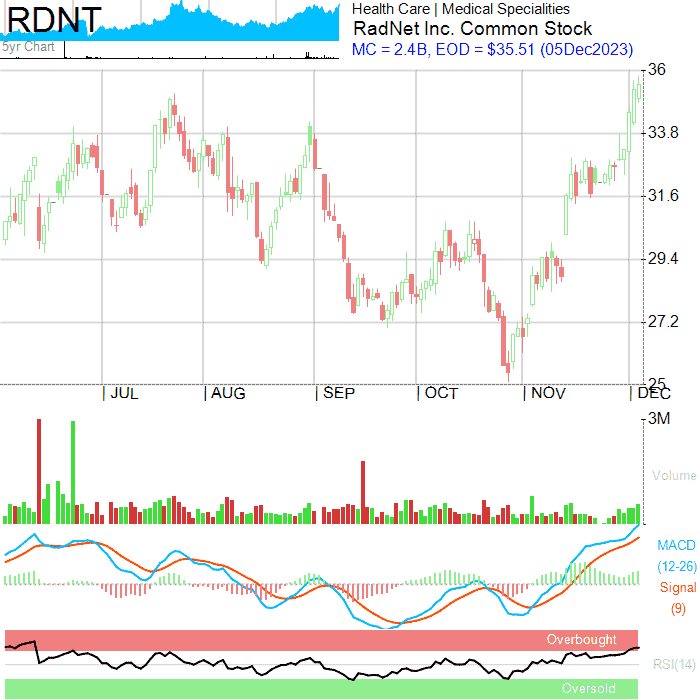 RDNT
5yr Chart
Health Care | Medical Specialities
RadNet Inc. Common Stock
MC = 2.4B, EOD = $35.51 (05Dec2023)
36
33.8
31.6
29.4
27.2
25
JUL AUG SEP OCT NOV DEC
3M
Volume
MACD
(12-26)
Signal
(9)
Overbought
RSI(14)
Oversold